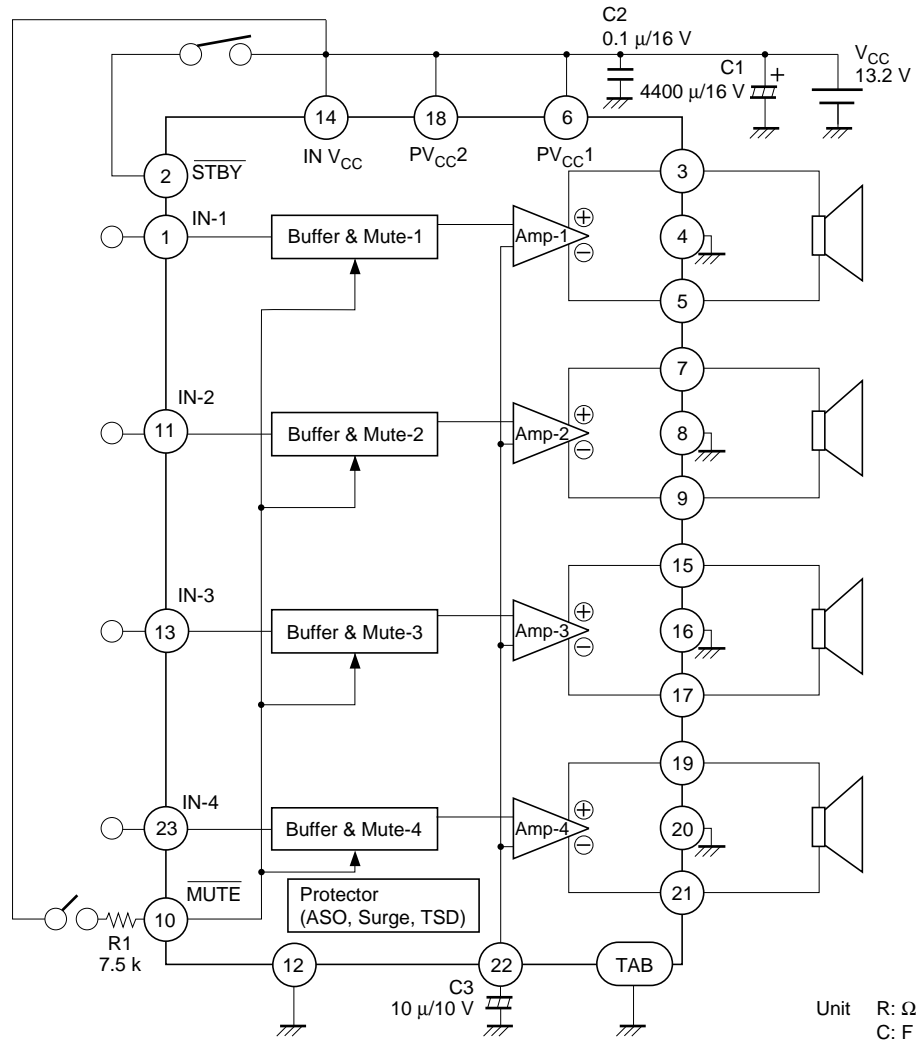 C2
0.1 μ/16 V
C1
+
4400 μ/16 V
VCC
13.2 V
14
18
6
IN VCC
PVCC2
PVCC1
2
STBY
3
IN-1
1
Buffer & Mute-1
Amp-1
+
−
4
5
7
IN-2
11
Buffer & Mute-2
Amp-2
+
−
8
9
15
IN-3
13
Buffer & Mute-3
Amp-3
+
−
16
17
19
IN-4
23
Buffer & Mute-4
Amp-4
+
−
20
21
MUTE
10
R1
7.5 k
Protector
(ASO, Surge, TSD)
12
22
TAB
C3
10 μ/10 V
Unit R: Ω
C: F